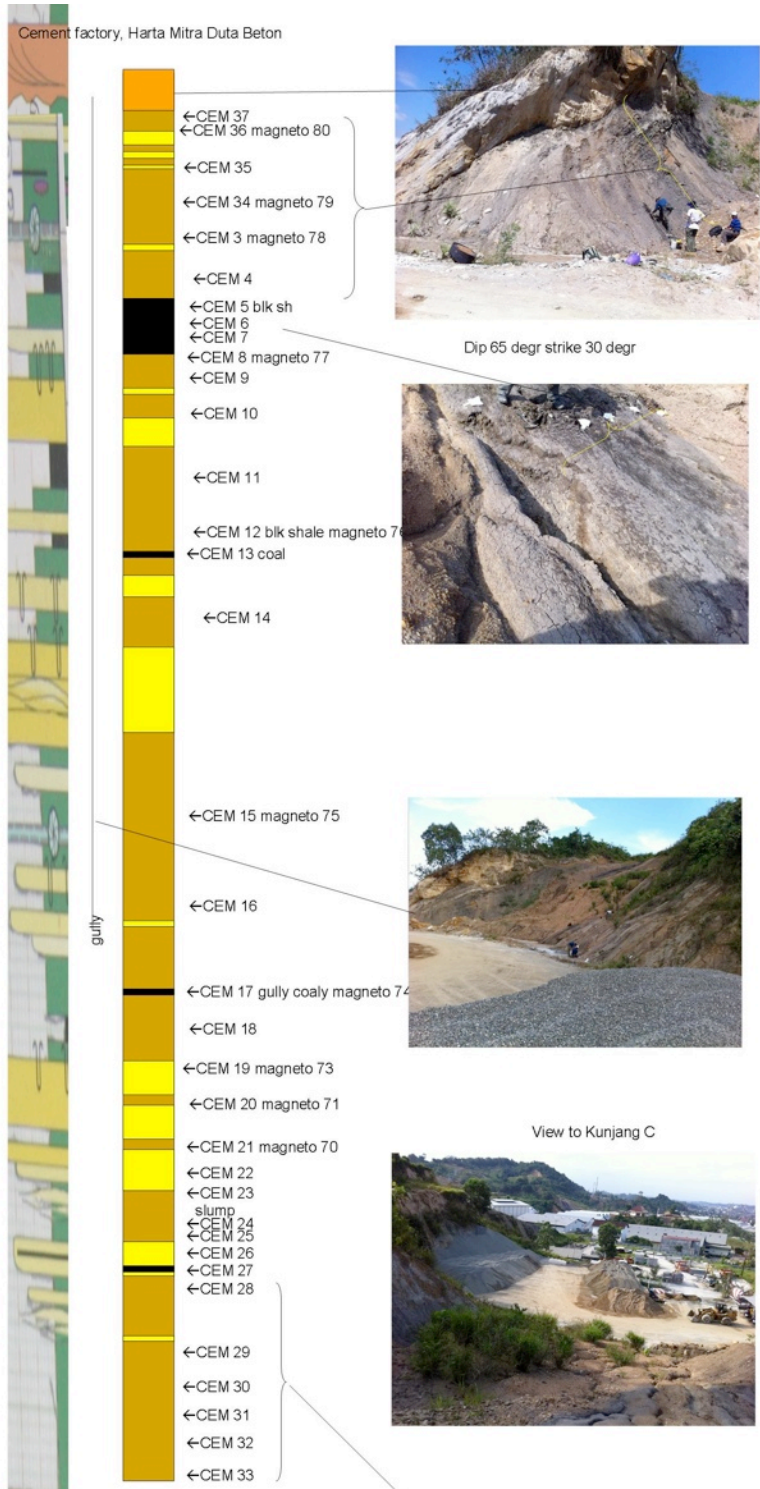 Cement factory, Harta Mitra Duta Beton
←CEM 37
←CEM 36 magneto 80
←CEM 35
←CEM 34 magneto 79
←CEM 3 magneto 78
←CEM 4
←CEM 5 blk sh
←CEM 6
←CEM 7
←CEM 8 magneto 77
←CEM 9
←CEM 10
←CEM 11
←CEM 12 blk shale magneto 76
←CEM 13 coal
←CEM 14
←CEM 15 magneto 75
←CEM 16
←CEM 17 gully coaly magneto 74
←CEM 18
←CEM 19 magneto 73
←CEM 20 magneto 71
←CEM 21 magneto 70
←CEM 22
←CEM 23
slump
←CEM 24
←CEM 25
←CEM 26
←CEM 27
←CEM 28
←CEM 29
←CEM 30
←CEM 31
←CEM 32
←CEM 33
gully
Dip 65 degr strike 30 degr
View to Kunjang C